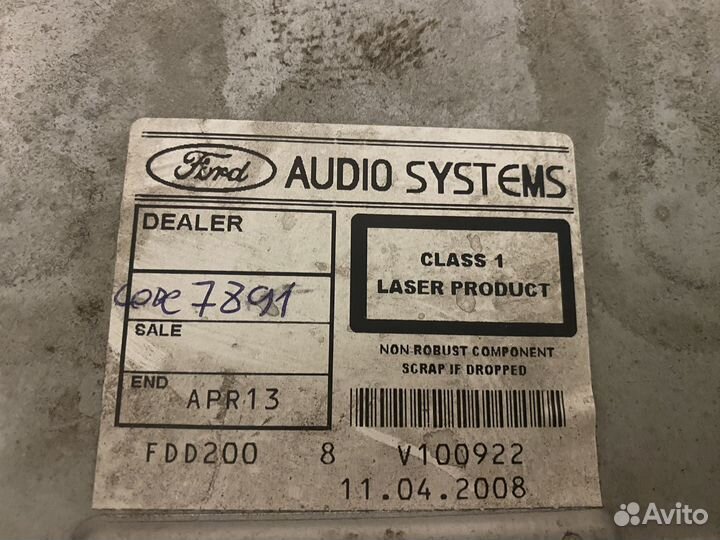 Ford AUDIO SYSTEMS
DEALER
CODE 7891
SALE
END APR13
CLASS 1
LASER PRODUCT
NON ROBUST COMPONENT
SCRAP IF DROPPED
FDD200 8 V100922
11.04.2008
Avito